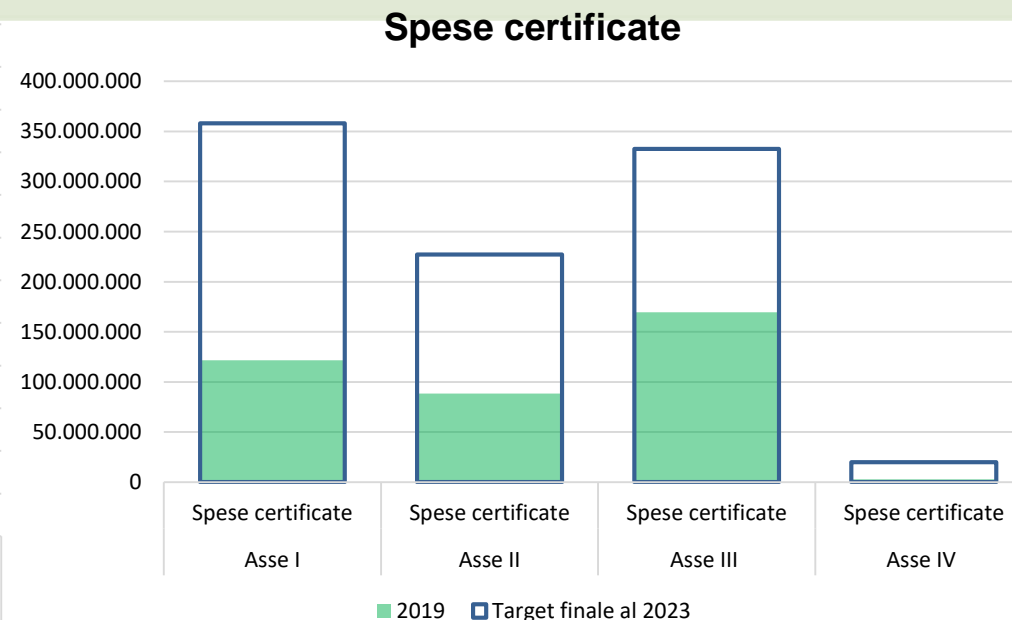 Spese certificate
400.000.000
350.000.000
300.000.000
250.000.000
200.000.000
150.000.000
100.000.000
50.000.000
0
Spese certificate Spese certificate Spese certificate Spese certificate
Asse I Asse II Asse III Asse IV
2019 Target finale al 2023